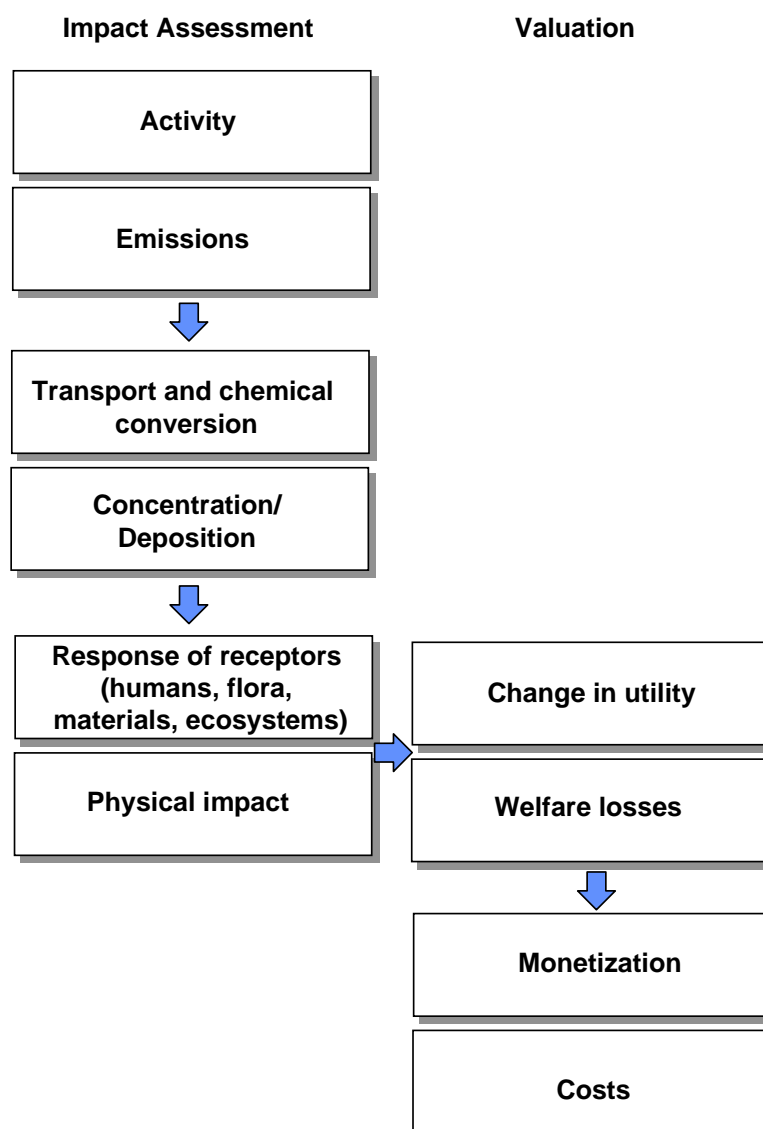 Impact Assessment
Valuation
Activity
Emissions
Transport and chemical
conversion
Concentration/
Deposition
Response of receptors
(humans, flora,
materials, ecosystems)
Physical impact
Change in utility
Welfare losses
Monetization
Costs